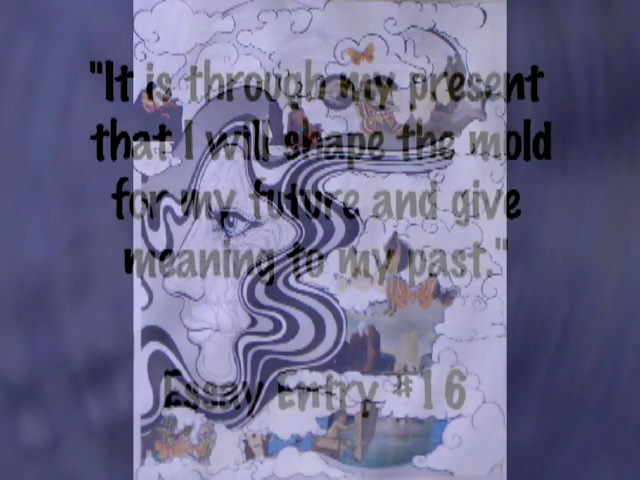 "It is through my present
that I will shape the mold
for my future and give
meaning to my past."
Essay Entry #16